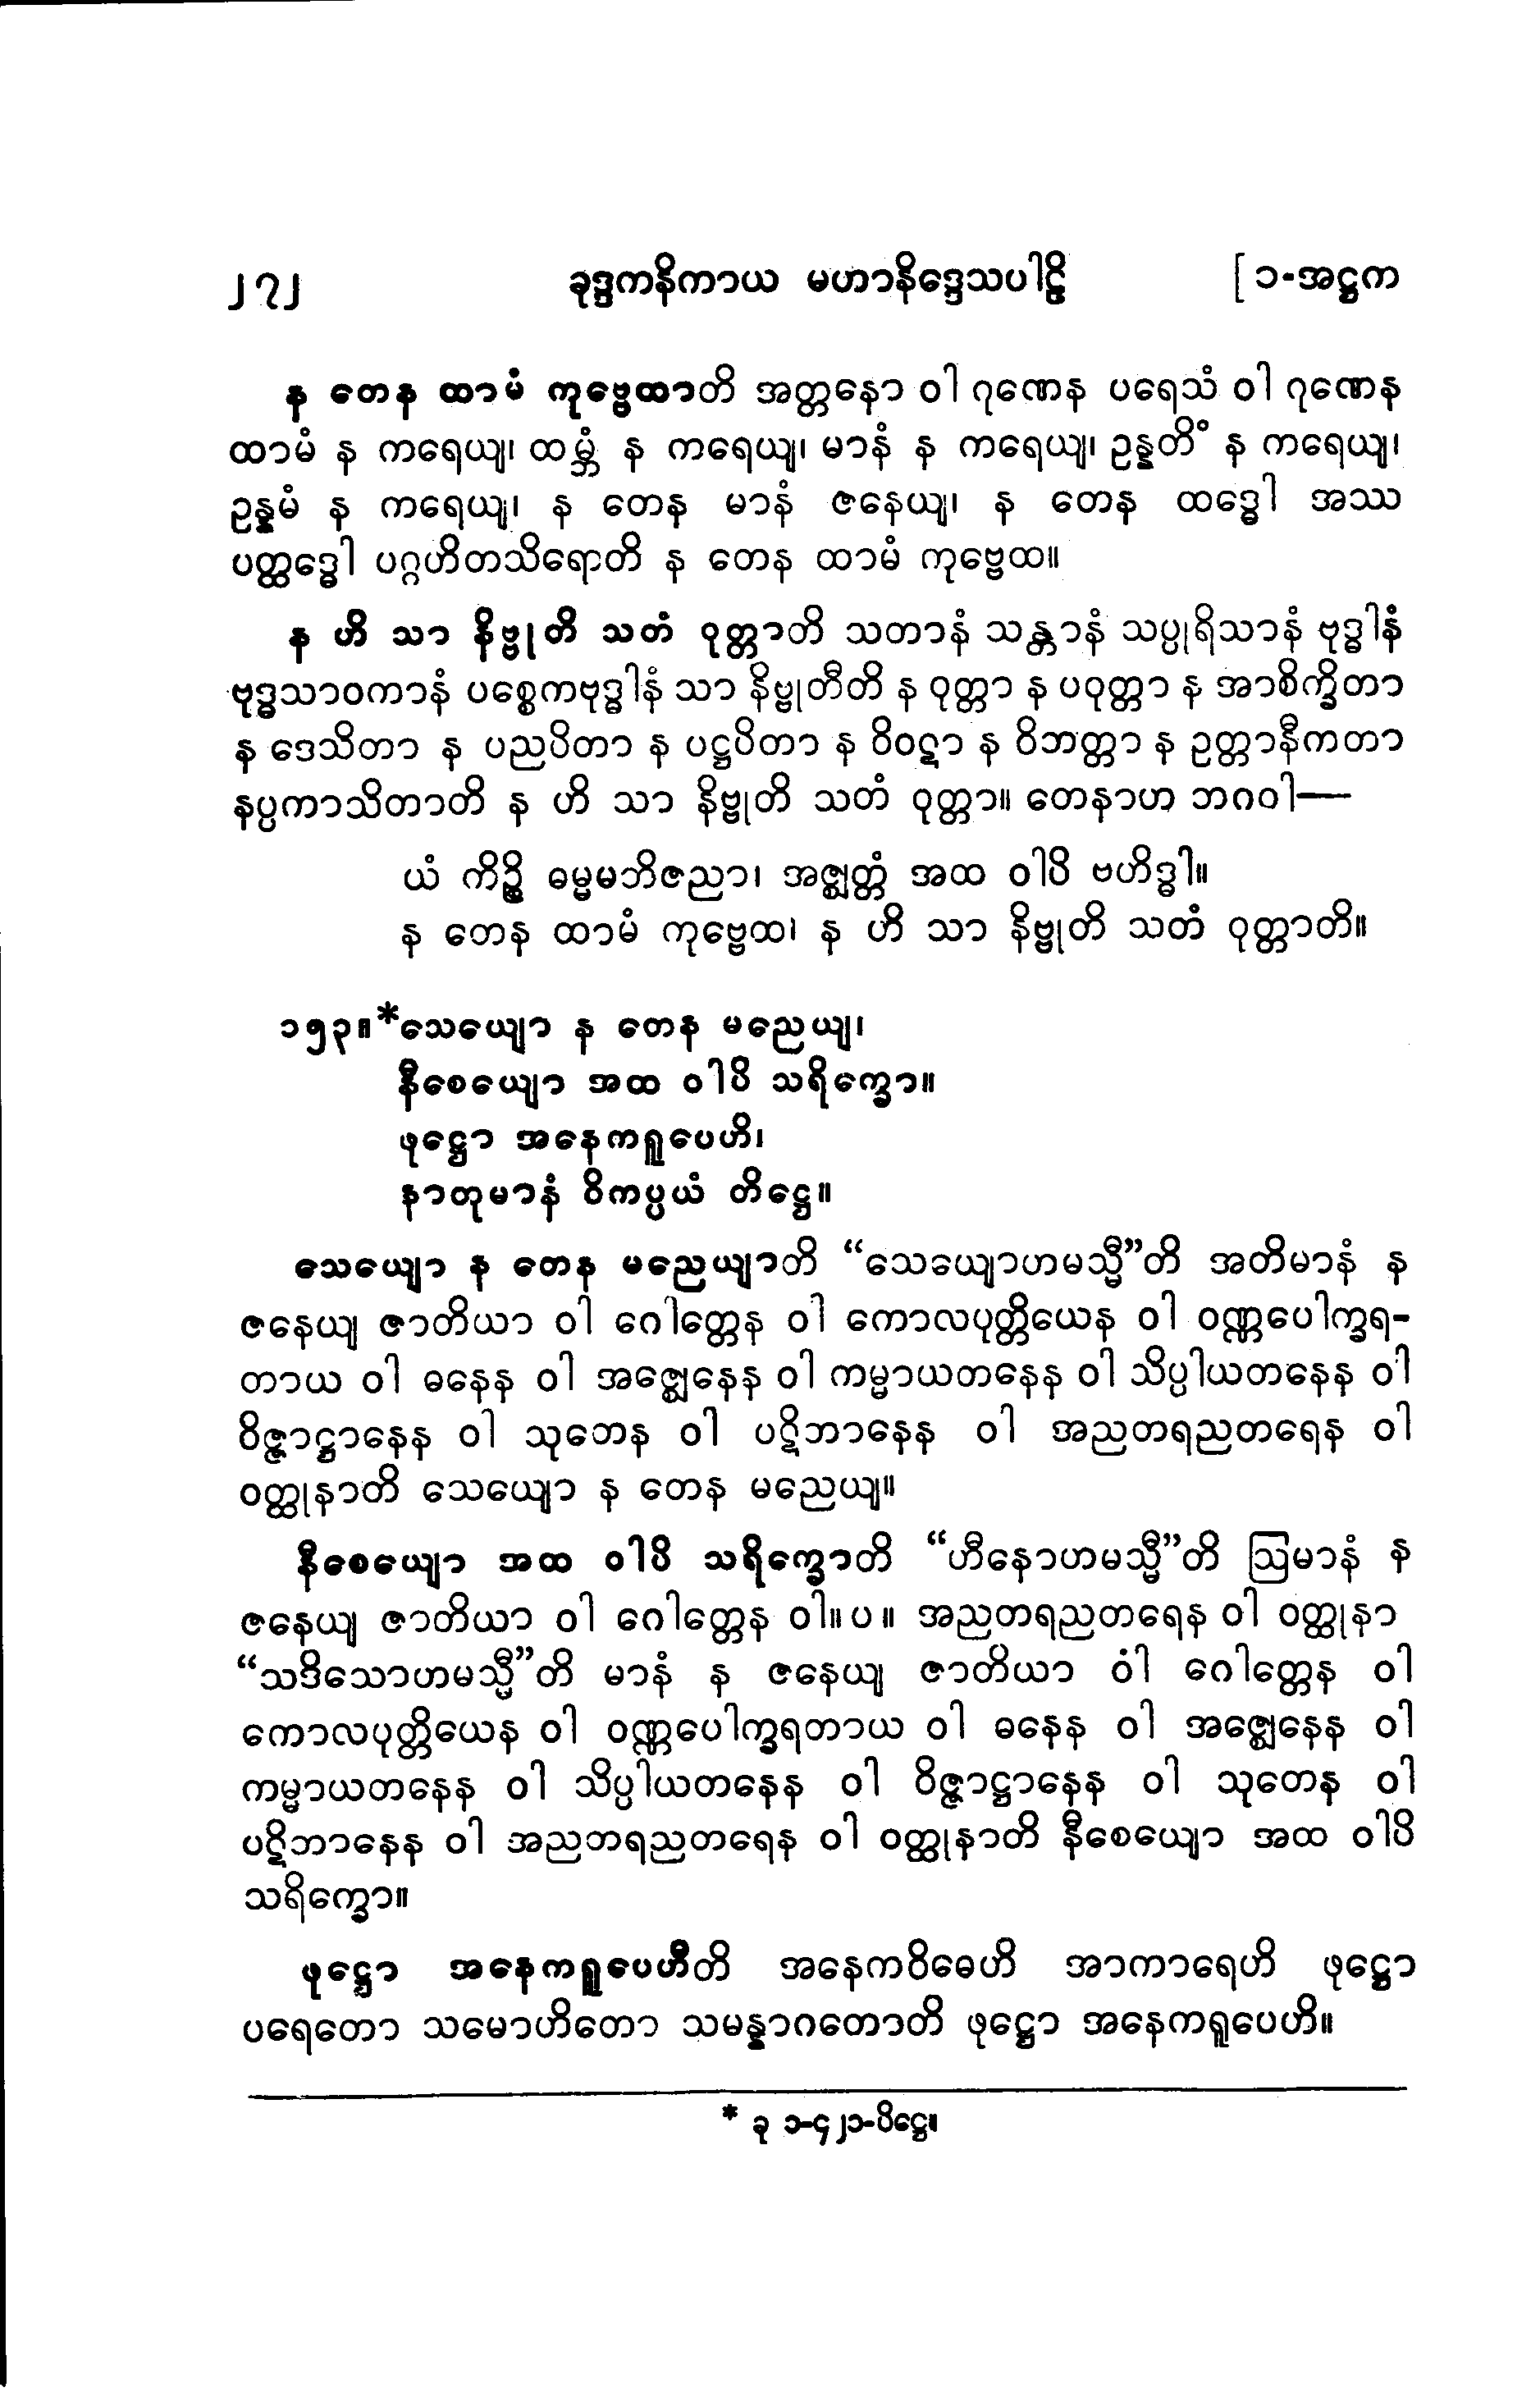 ၂၇၂ ခုဒ္ဒကနိကာယ မဟာနိဒ္ဒေသပါဠိ [ ၁-အဋ္ဌက
န တေန ထာမံ ကုဗ္ဗေထာတိ အတ္တနော ဝါ ဂုဏေန ပရေသံ ဝါ ဂုဏေန
ထာမံ န ကရေယျ၊ ထမ္ဘံ န ကရေယျ၊ မာနံ န ကရေယျ၊ ဥန္နတိံ န ကရေယျ၊
ဥန္နမံ န ကရေယျ၊ န တေန မာနံ ဇနေယျ၊ န တေန ထဒ္ဓေါ အဿ
ပတ္ထဒ္ဓေါ ပဂ္ဂဟိတသိရောတိ န တေန ထာမံ ကုဗ္ဗေထ။
န ဟိ သာ နိဗ္ဗုတိ သတံ ဝုတ္တာတိ သတာနံ သန္တာနံ သပ္ပုရိသာနံ ဗုဒ္ဓါနံ
ဗုဒ္ဓသာဝကာနံ ပစ္စေကဗုဒ္ဓါနံ သာ နိဗ္ဗုတီတိ န ဝုတ္တာ န ပဝုတ္တာ န အာစိက္ခိတာ
န ဒေသိတာ န ပညပိတာ န ပဋ္ဌပိတာ န ဝိဝဋာ န ဝိဘတ္တာ န ဥတ္တာနီကတာ
နပ္ပကာသိတာတိ န ဟိ သာ နိဗ္ဗုတိ သတံ ဝုတ္တာ။ တေနာဟ ဘဂဝါ—
ယံ ကိဉ္စိ ဓမ္မမဘိဇညာ၊ အဇ္ဈတ္တံ အထ ဝါပိ ဗဟိဒ္ဓါ။
န တေန ထာမံ ကုဗ္ဗေထ၊ န ဟိ သာ နိဗ္ဗုတိ သတံ ဝုတ္တာတိ။
၁၅၃။*သေယျော န တေန မညေယျ၊
နီစေယျော အထ ဝါပိ သရိက္ခော။
ဖုဋ္ဌော အနေကရူပေဟိ၊
နာတုမာနံ ဝိကပ္ပယံ တိဋ္ဌေ။
သေယျော န တေန မညေယျာတိ “သေယျောဟမသ္မီ”တိ အတိမာနံ န
ဇနေယျ ဇာတိယာ ဝါ ဂေါတ္တေန ဝါ ကောလပုတ္တိယေန ဝါ ဝဏ္ဏပေါက္ခရ-
တာယ ဝါ ဓနေန ဝါ အဇ္ဈေနေန ဝါ ကမ္မာယတနေန ဝါ သိပ္ပါယတနေန ဝါ
ဝိဇ္ဇာဋ္ဌာနေန ဝါ သုတေန ဝါ ပဋိဘာနေန ဝါ အညတရညတရေန ဝါ
ဝတ္ထုနာတိ သေယျော န တေန မညေယျ။
နီစေယျော အထ ဝါပိ သရိက္ခောတိ “ဟီနောဟမသ္မီ”တိ ဩမာနံ န
ဇနေယျ ဇာတိယာ ဝါ ဂေါတ္တေန ဝါ။ ပ ။ အညတရညတရေန ဝါ ဝတ္ထုနာ
“သဒိသောဟမသ္မီ”တိ မာနံ န ဇနေယျ ဇာတိယာ ဝါ ဂေါတ္တေန ဝါ
ကောလပုတ္တိယေန ဝါ ဝဏ္ဏပေါက္ခရတာယ ဝါ ဓနေန ဝါ အဇ္ဈေနေန ဝါ
ကမ္မာယတနေန ဝါ သိပ္ပါယတနေန ဝါ ဝိဇ္ဇာဋ္ဌာနေန ဝါ သုတေန ဝါ
ပဋိဘာနေန ဝါ အညဘရညတရေန ဝါ ဝတ္ထုနာတိ နီစေယျော အထ ဝါပိ
သရိက္ခော။
ဖုဋ္ဌော အနေကရူပေဟီတိ အနေကဝိဓေဟိ အာကာရေဟိ ဖုဋ္ဌော
ပရေတော သမောဟိတော သမန္နာဂတောတိ ဖုဋ္ဌော အနေကရူပေဟိ။
* ခု ၁-၄၂၁-ပိဋ္ဌေ။